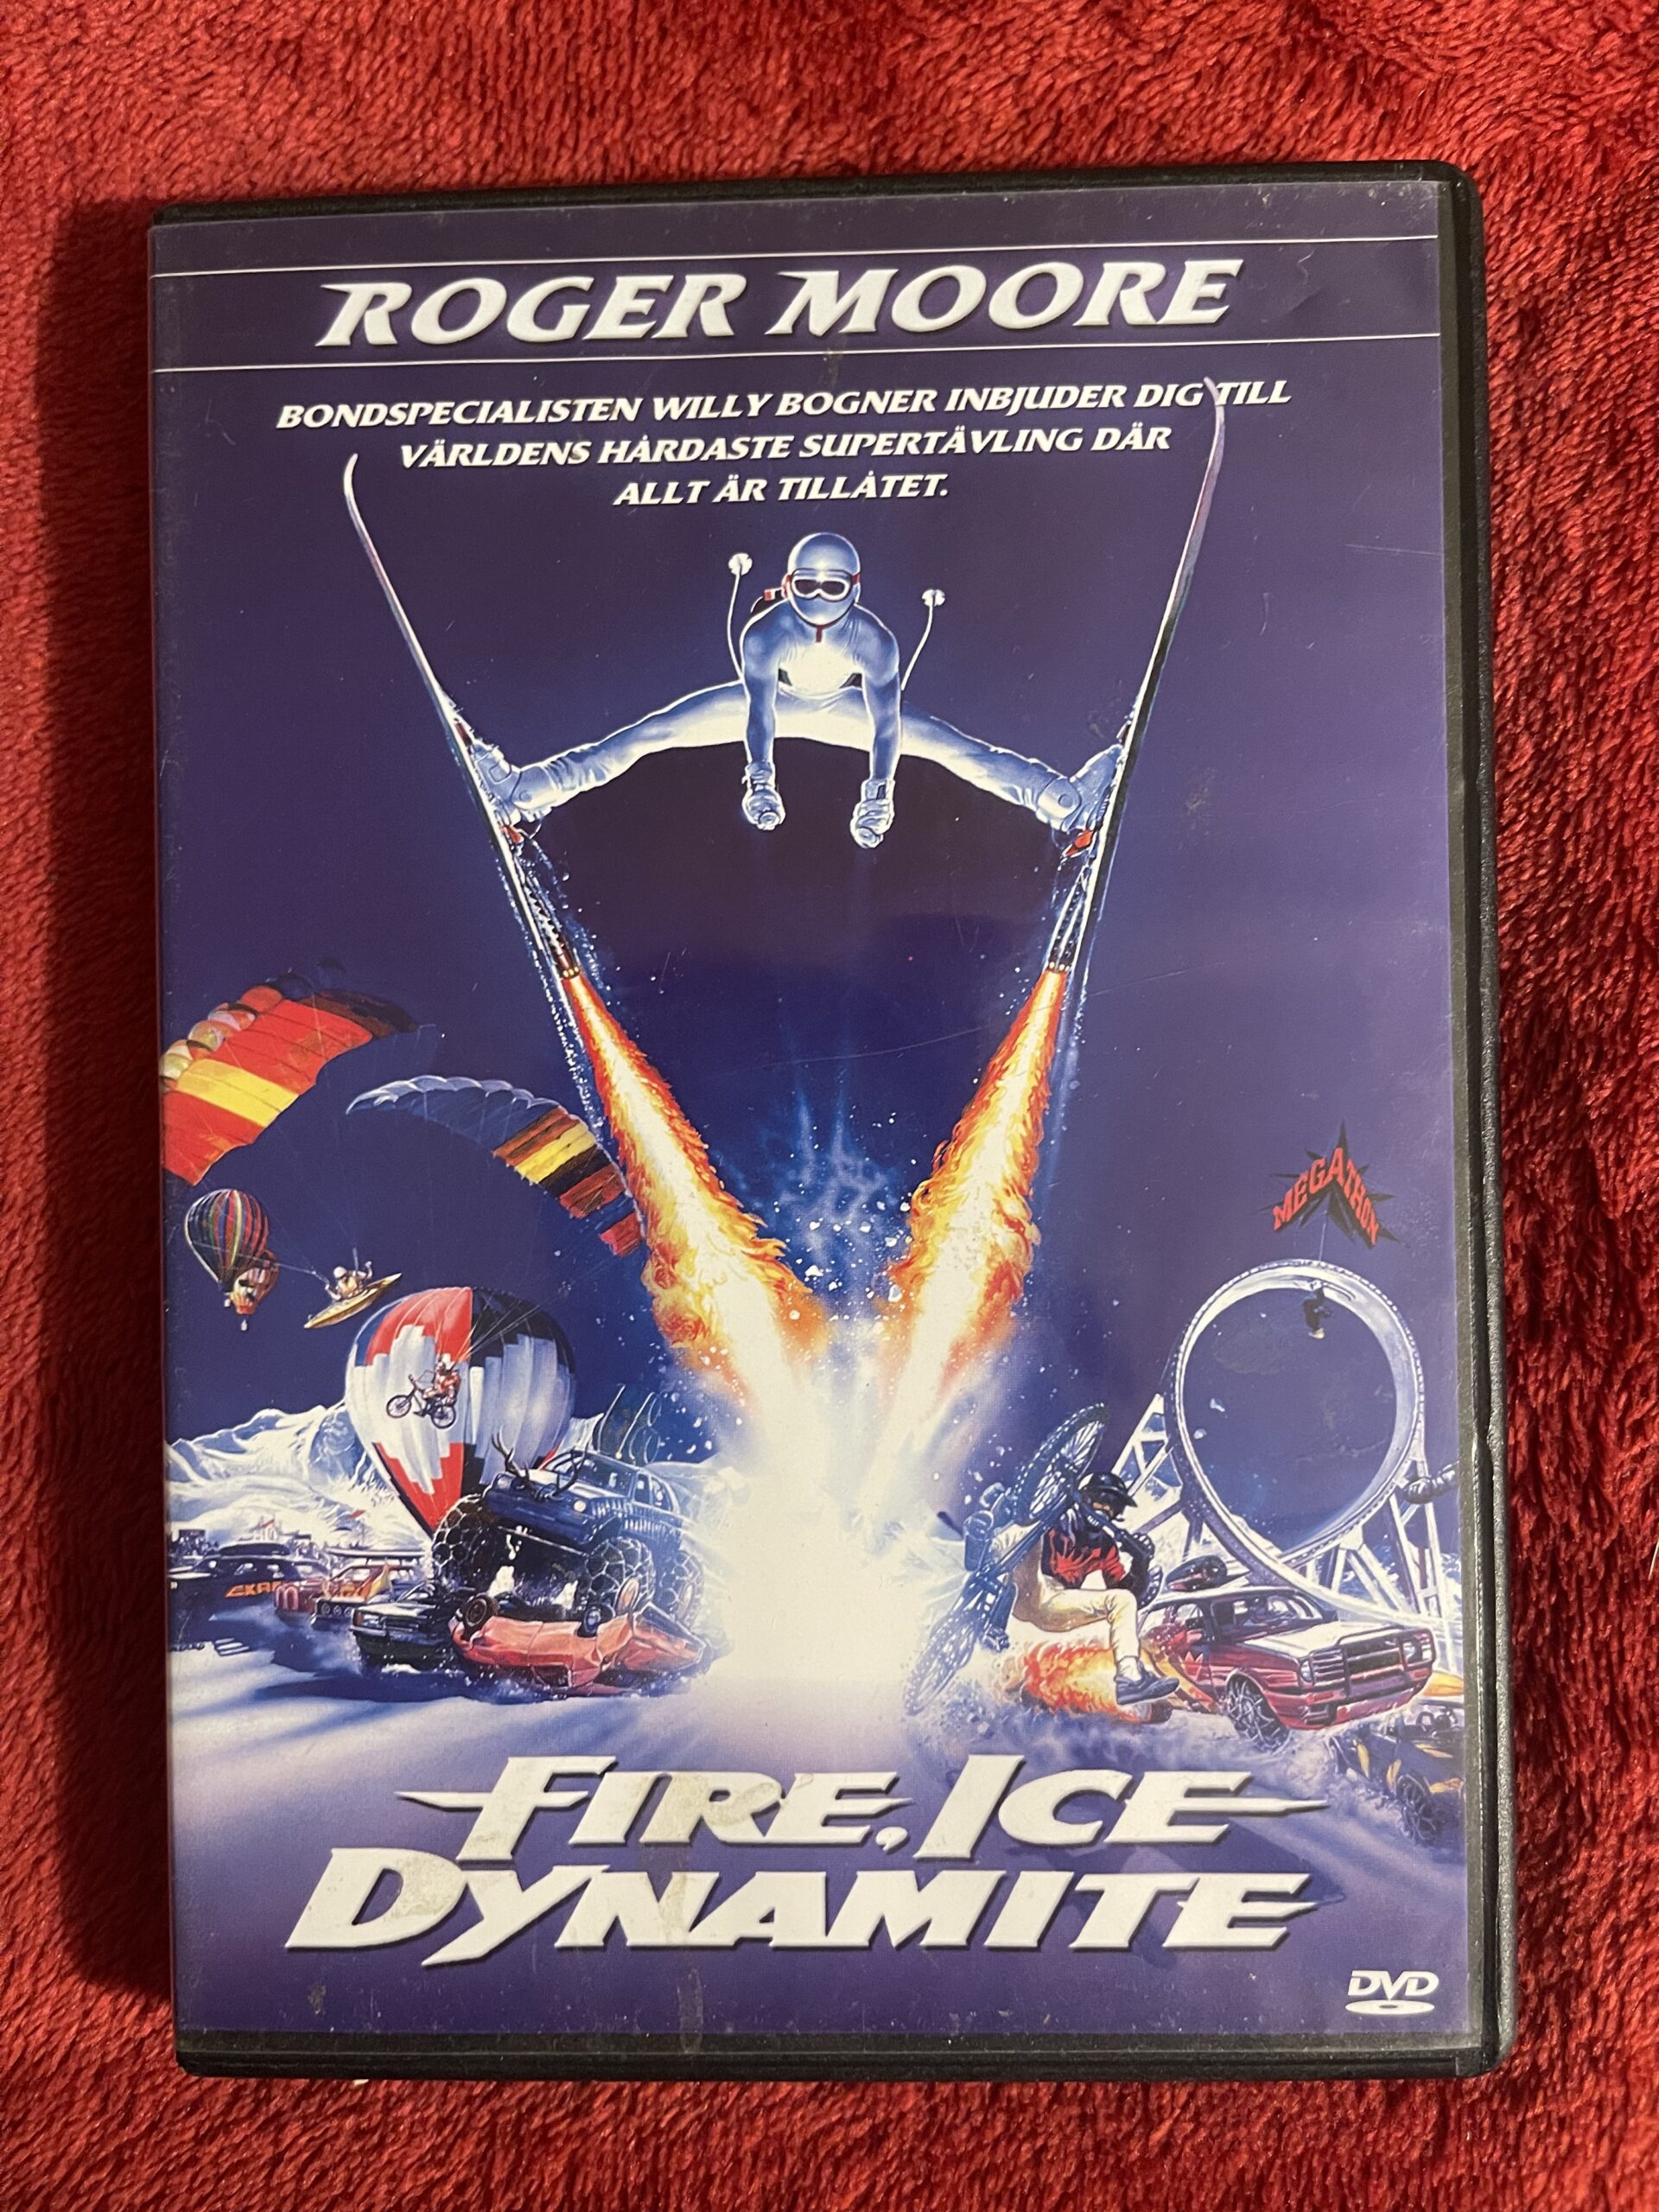 ROGER MOORE
BONDSPECIALISTEN WILLY BOGNER INBJUDER DIG TILL
VÄRLDENS HÅRDASTE SUPERTÄVLING DÄR
ALLT ÄR TILLÅTET.
MEGATHON
FIRE, ICE
DYNAMITE
DVD